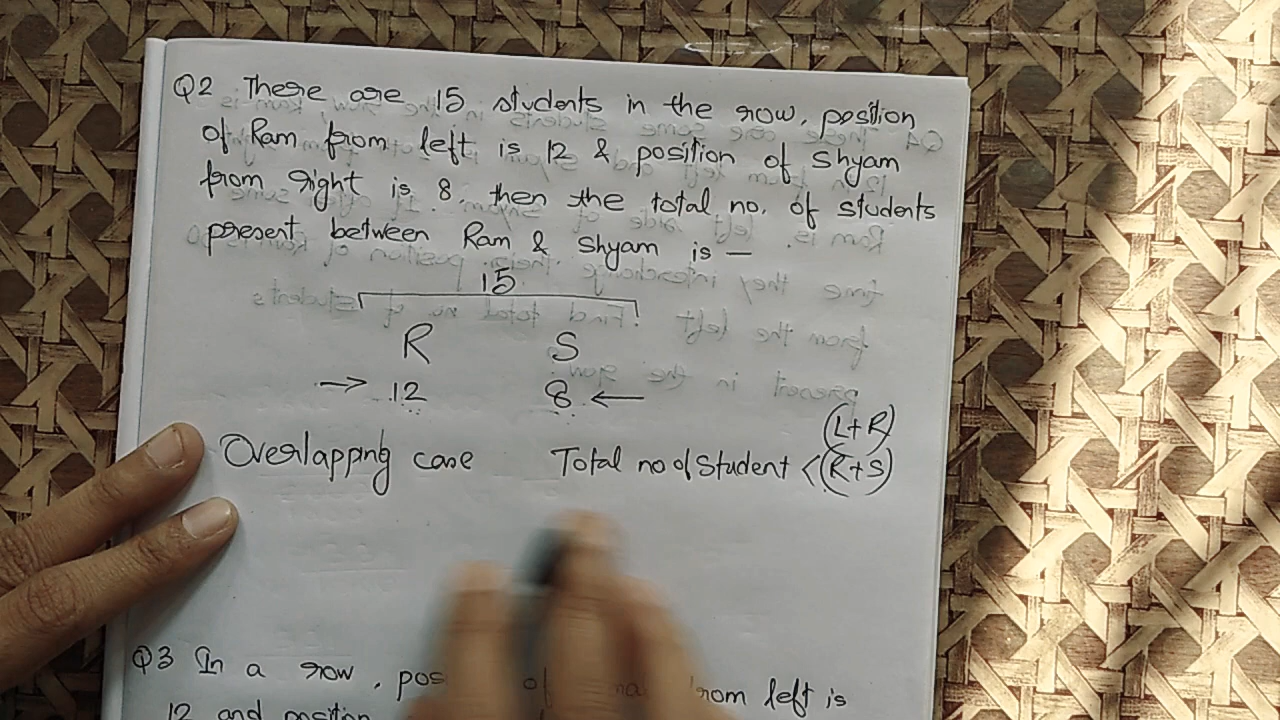 Q2 There are 15 students in the row, position
of Ram from left is 12 & position of Shyam
from right is 8, then the total no. of students
present between Ram & Shyam is —
15
R S
→ 12 8 ←
(L+R)
Overlapping case Total no of Student < (R+S)
Q3 In a row, of from left is
12 and position